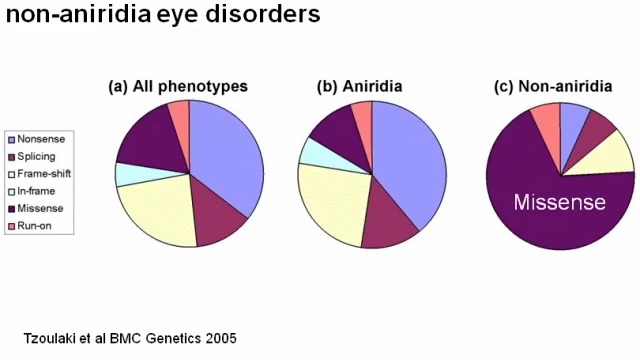 non-aniridia eye disorders
(a) All phenotypes
(b) Aniridia
(c) Non-aniridia
Nonsense
Splicing
Frame-shift
In-frame
Missense
Run-on
Missense
Tzoulaki et al BMC Genetics 2005